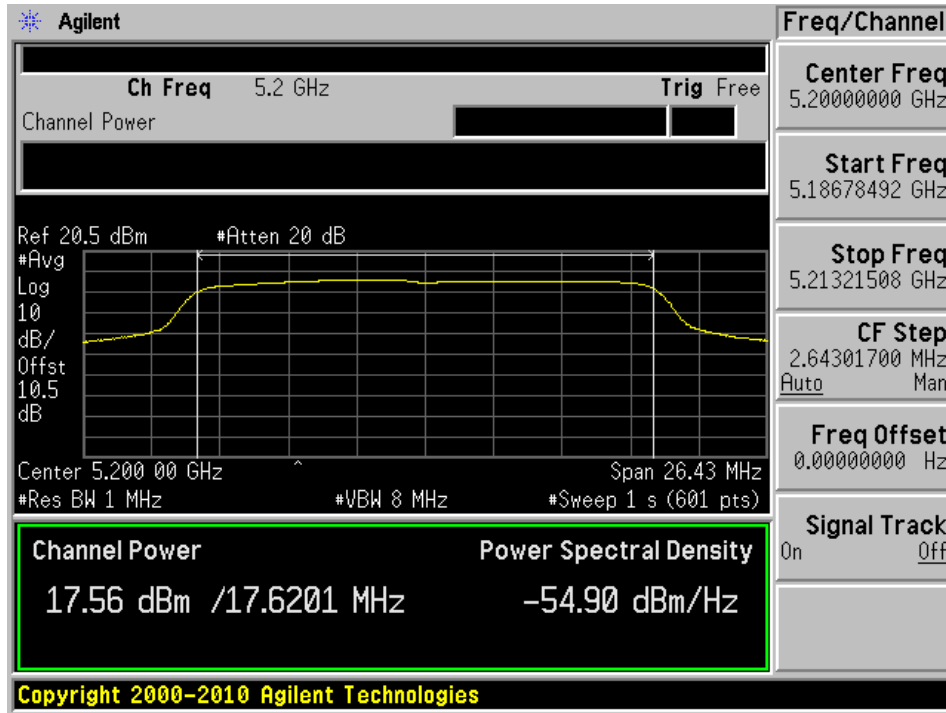 Agilent
Freq/Channel
Ch Freq 5.2 GHz Trig Free
Channel Power
Ref 20.5 dBm #Atten 20 dB
#Avg
Log
10
dB/
Offst
10.5
dB
Center 5.200 00 GHz ^ Span 26.43 MHz
#Res BW 1 MHz #VBW 8 MHz #Sweep 1 s (601 pts)
Channel Power Power Spectral Density
17.56 dBm /17.6201 MHz -54.90 dBm/Hz
Copyright 2000-2010 Agilent Technologies
Center Freq
5.20000000 GHz
Start Freq
5.18678492 GHz
Stop Freq
5.21321508 GHz
CF Step
2.64301700 MHz
Auto Man
Freq Offset
0.00000000 Hz
Signal Track
On Off